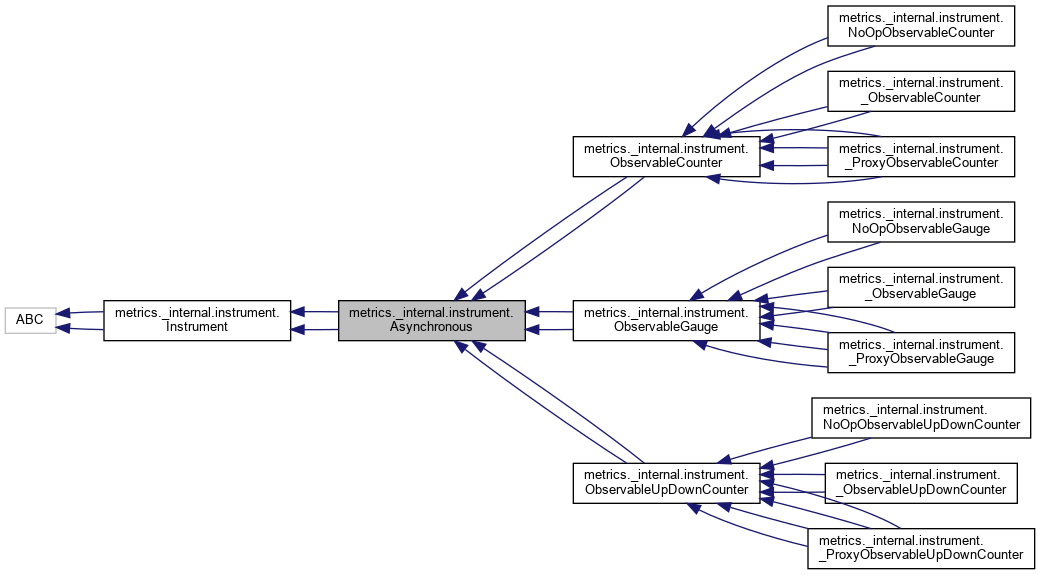 metrics._internal.instrument.
NoOpObservableCounter
metrics._internal.instrument.
_ObservableCounter
metrics._internal.instrument.
ObservableCounter
metrics._internal.instrument.
_ProxyObservableCounter
metrics._internal.instrument.
NoOpObservableGauge
metrics._internal.instrument.
_ObservableGauge
ABC
metrics._internal.instrument.
Instrument
metrics._internal.instrument.
Asynchronous
metrics._internal.instrument.
ObservableGauge
metrics._internal.instrument.
_ProxyObservableGauge
metrics._internal.instrument.
NoOpObservableUpDownCounter
metrics._internal.instrument.
ObservableUpDownCounter
metrics._internal.instrument.
_ObservableUpDownCounter
metrics._internal.instrument.
_ProxyObservableUpDownCounter